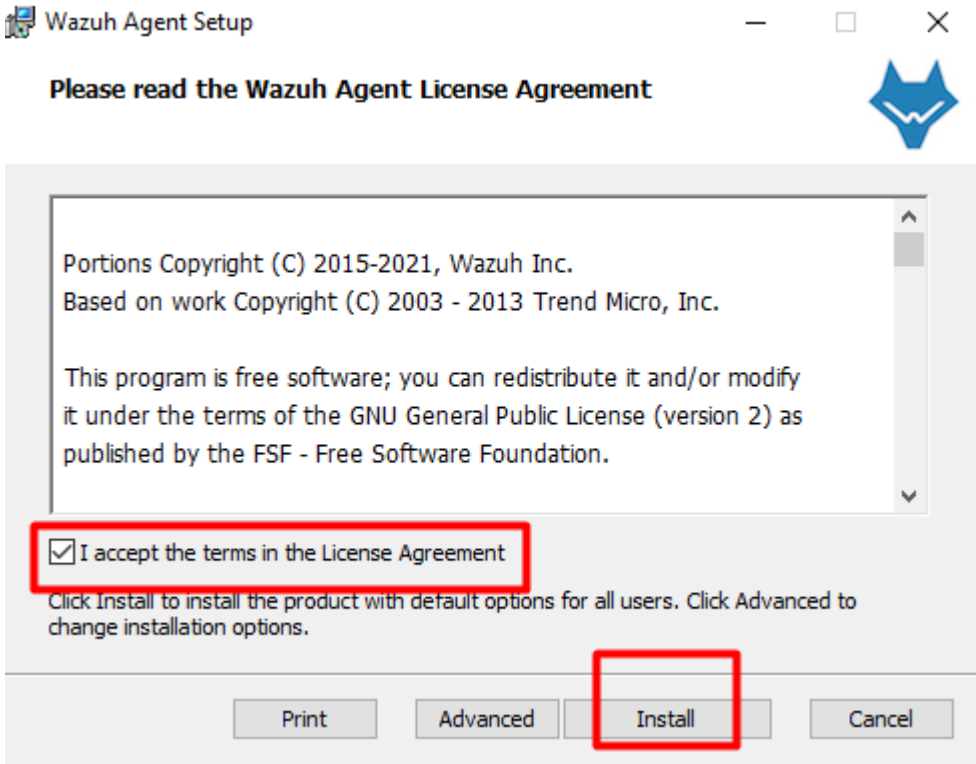 Wazuh Agent Setup
Please read the Wazuh Agent License Agreement
Portions Copyright (C) 2015-2021, Wazuh Inc.
Based on work Copyright (C) 2003 - 2013 Trend Micro, Inc.
This program is free software; you can redistribute it and/or modify
it under the terms of the GNU General Public License (version 2) as
published by the FSF - Free Software Foundation.
I accept the terms in the License Agreement
Click Install to install the product with default options for all users. Click Advanced to
change installation options.
Print Advanced Install Cancel